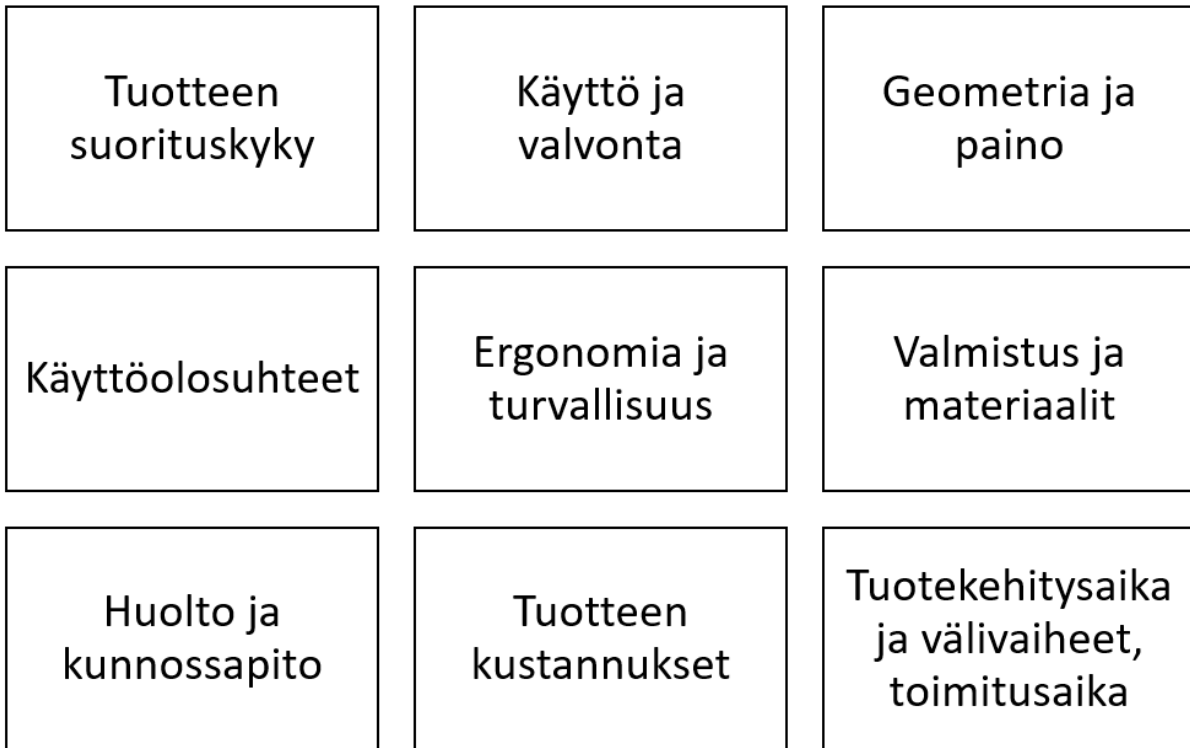 Tuotteen
suorituskyky
Käyttö ja
valvonta
Geometria ja
paino
Käyttöolosuhteet
Ergonomia ja
turvallisuus
Valmistus ja
materiaalit
Huolto ja
kunnossapito
Tuotteen
kustannukset
Tuotekehitysaika
ja välivaiheet,
toimitusaika